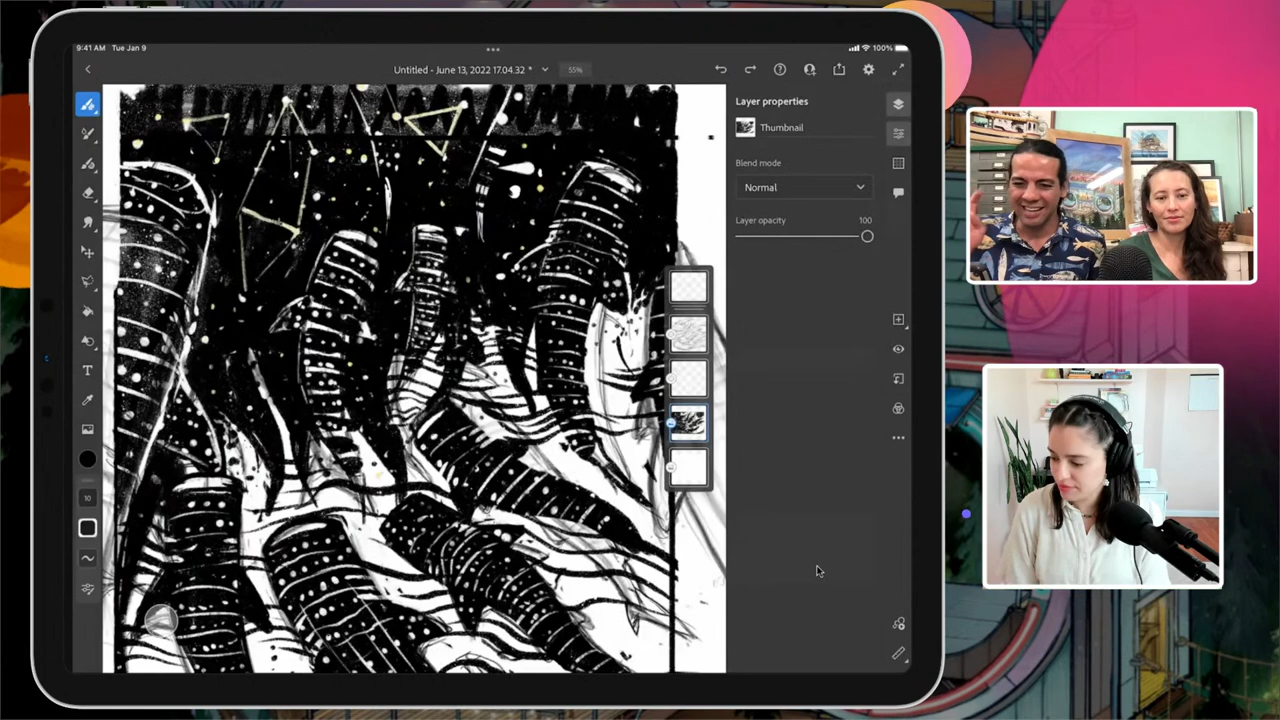 9:41 AM Tue Jan 9
100%
Untitled - June 13, 2022 17.04.32 *
55%
Layer properties
Thumbnail
Blend mode
Normal
Layer opacity
100
T
10